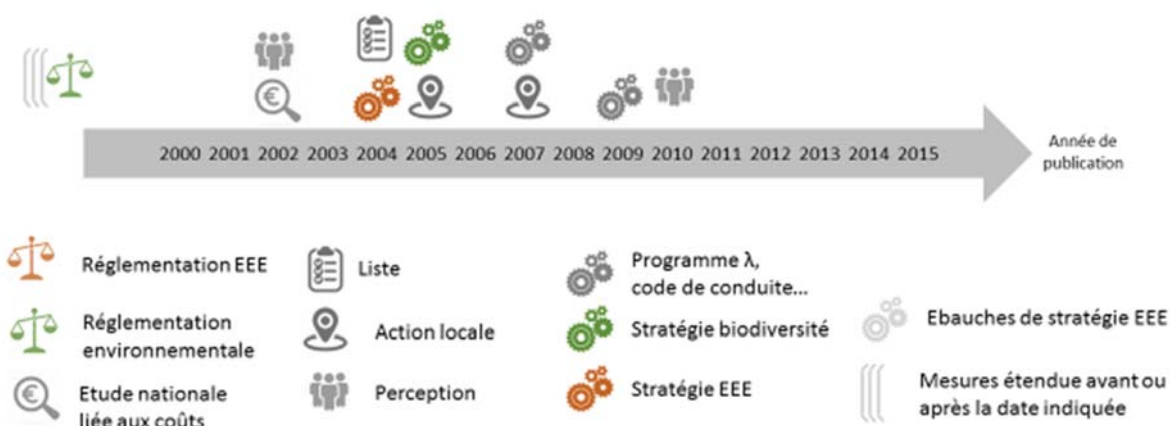 2000 2001 2002 2003 2004 2005 2006 2007 2008 2009 2010 2011 2012 2013 2014 2015
Année de
publication
Réglementation EEE
Réglementation
environnementale
Etude nationale
liée aux coûts
Liste
Action locale
Perception
Programme λ,
code de conduite...
Stratégie biodiversité
Stratégie EEE
Ebauches de stratégie EEE
Mesures étendue avant ou
après la date indiquée